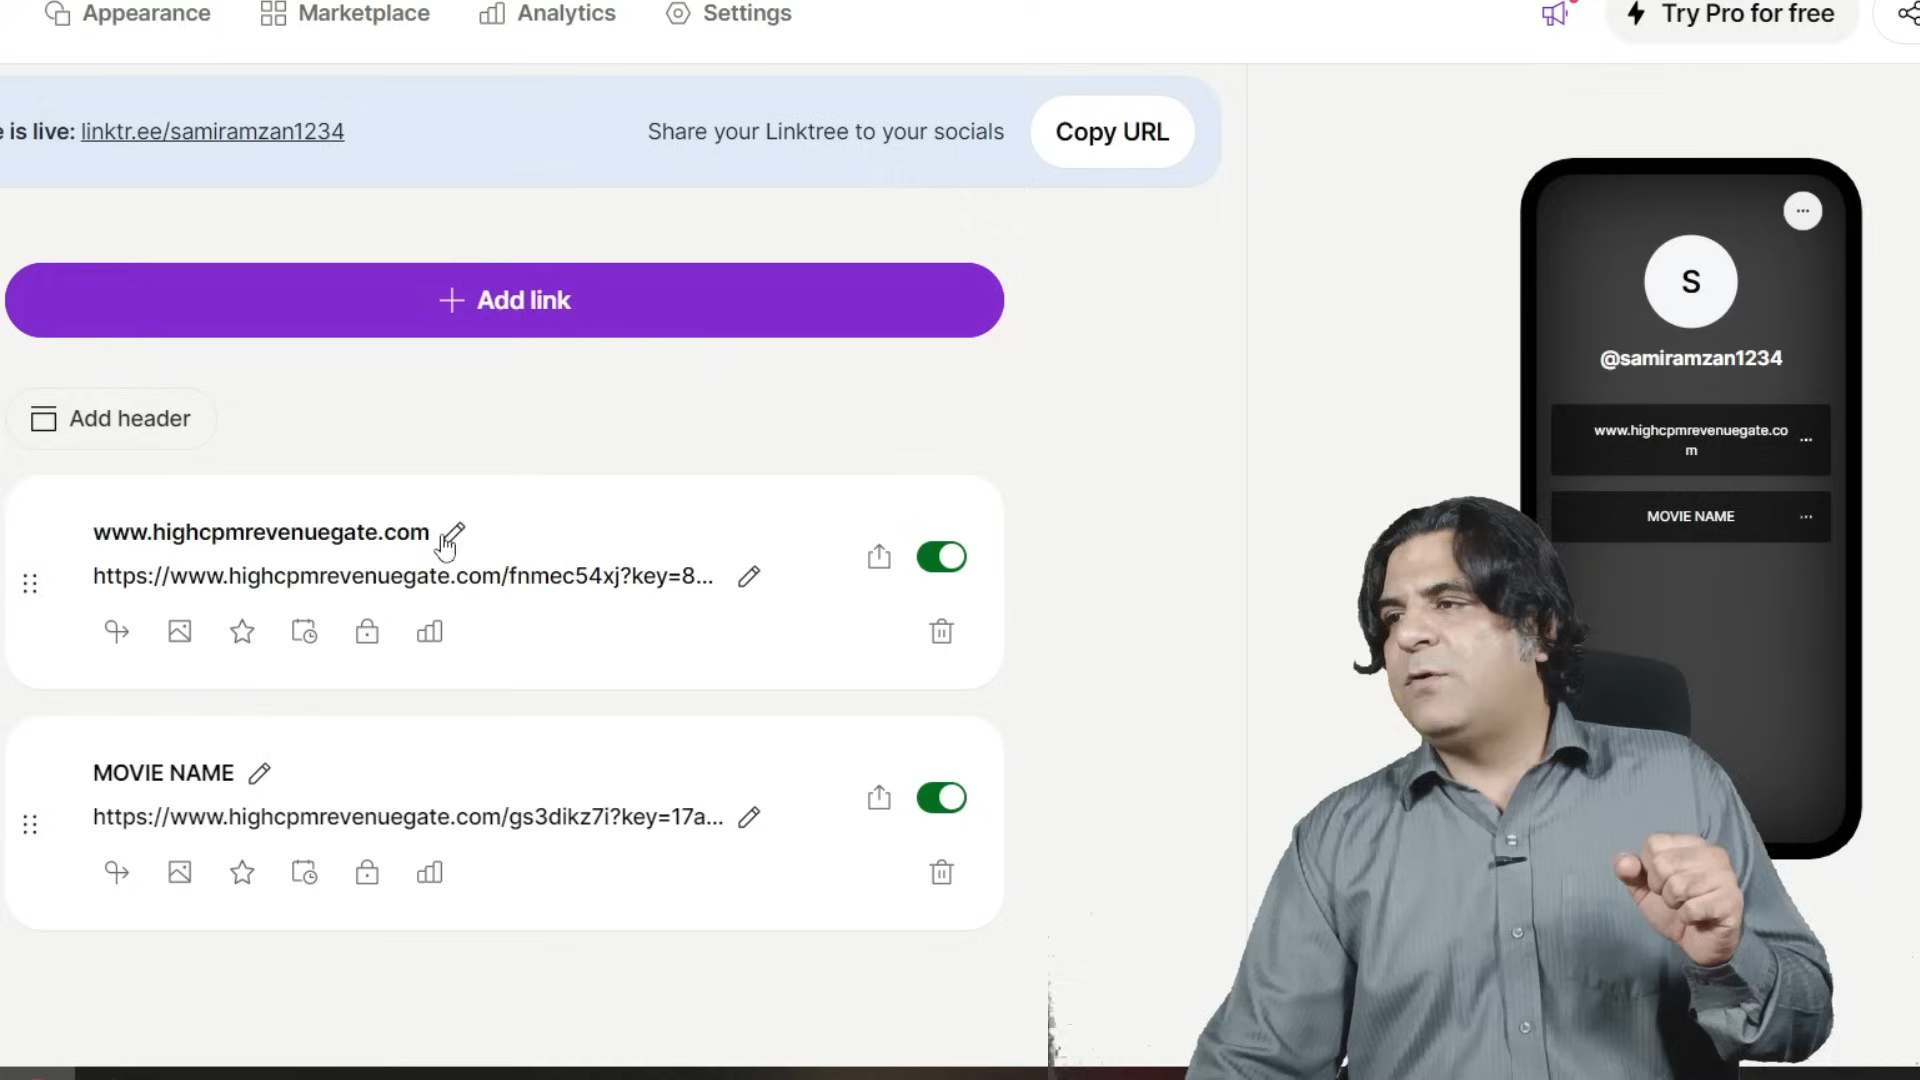 Appearance
Marketplace
Analytics
Settings
Try Pro for free
e is live: linktr.ee/samiramzan1234
Share your Linktree to your socials
Copy URL
+ Add link
Add header
www.highcpmrevenuegate.com
https://www.highcpmrevenuegate.com/fnmec54xj?key=8...
MOVIE NAME
https://www.highcpmrevenuegate.com/gs3dikz7i?key=17a...
S
@samiramzan1234
www.highcpmrevenuegate.co
m
MOVIE NAME